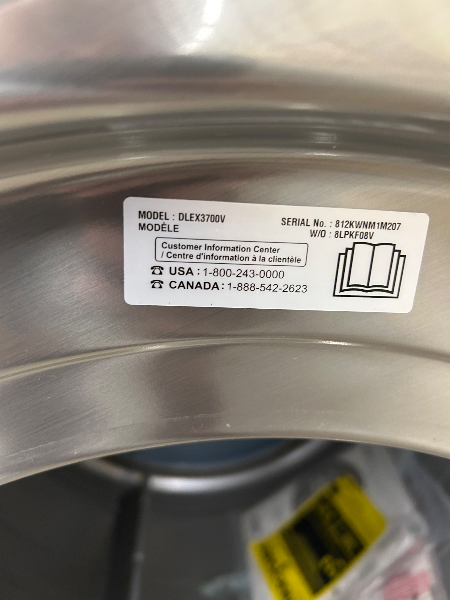 MODEL : DLEX3700V
MODÈLE
SERIAL No. : 812KWNM1M207
W/O : 8LPKF08V
Customer Information Center
/ Centre d'information à la clientèle
USA : 1-800-243-0000
CANADA : 1-888-542-2623